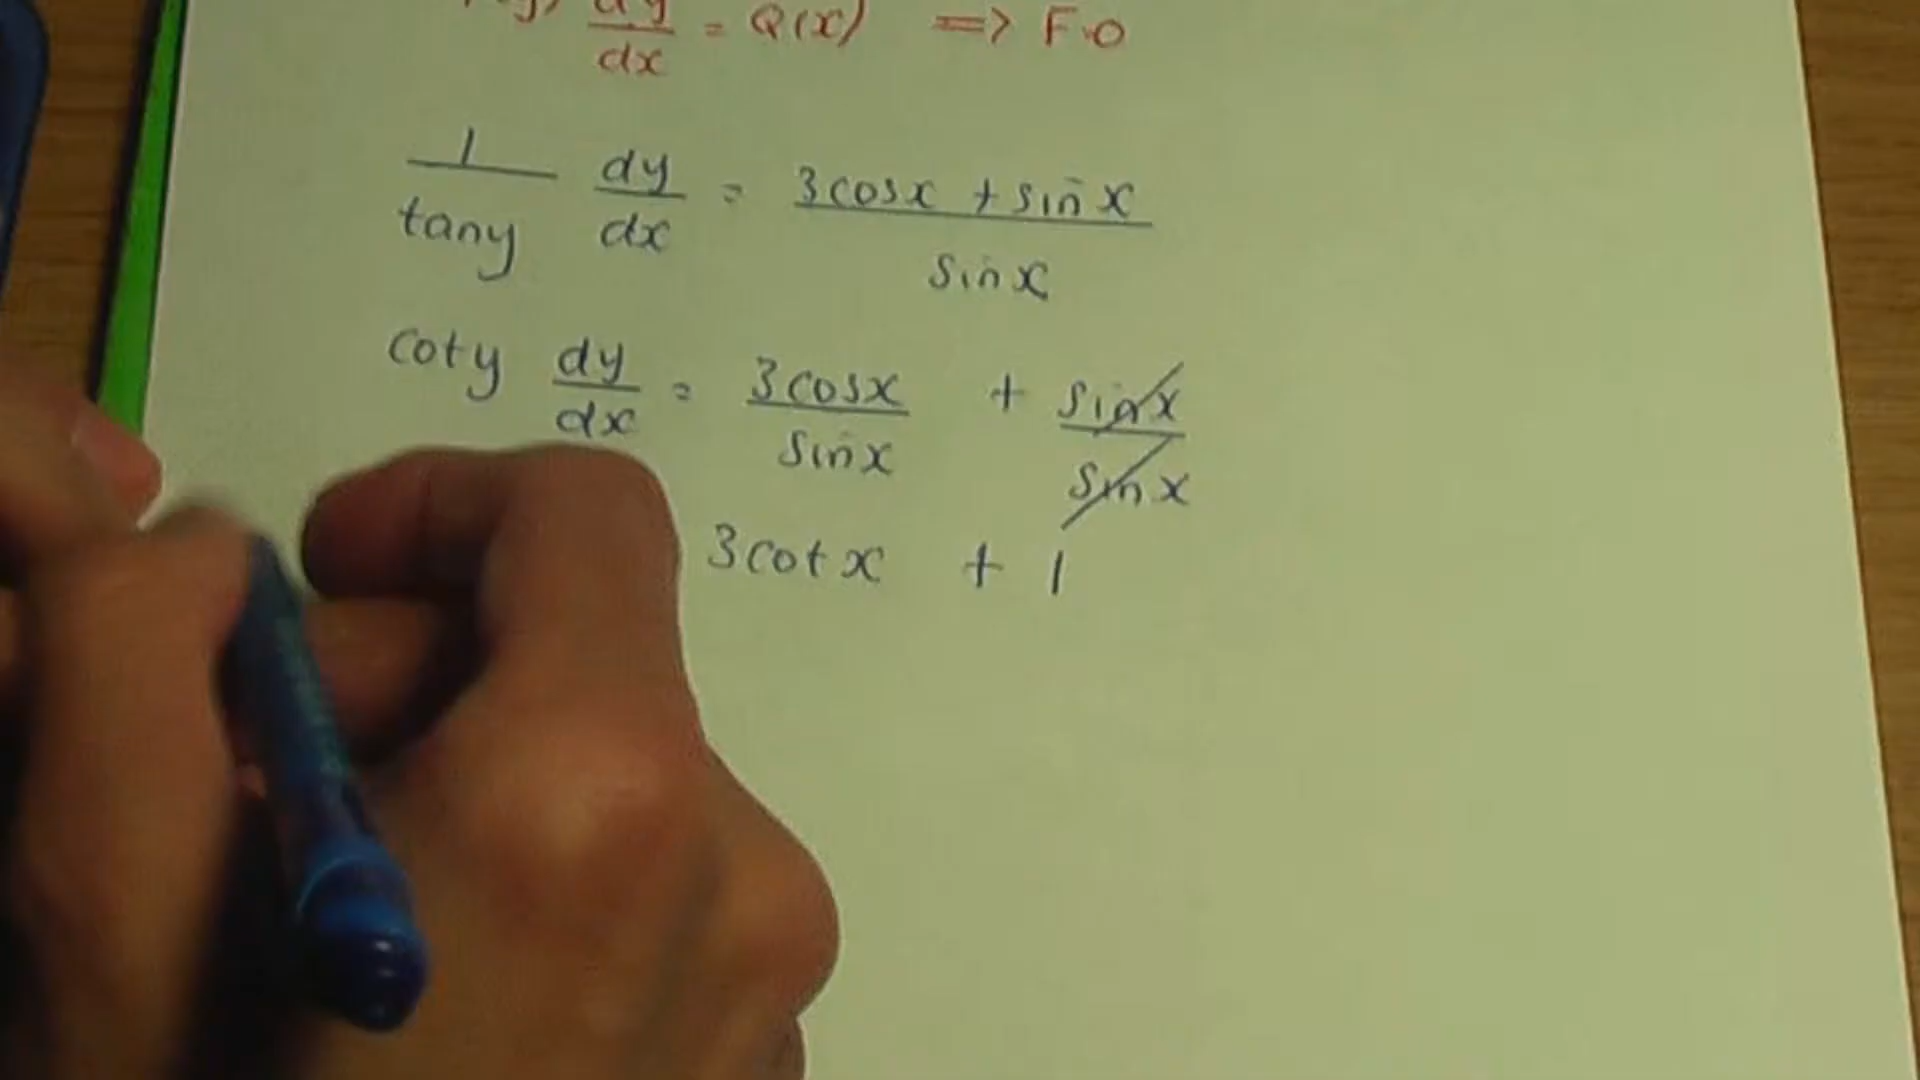 dy/dx = Q(x) => F.O
1/tany dy/dx = 3cosx + sinx / sinx
coty dy/dx = 3cosx/sinx + sinx/sinx
3cotx + 1